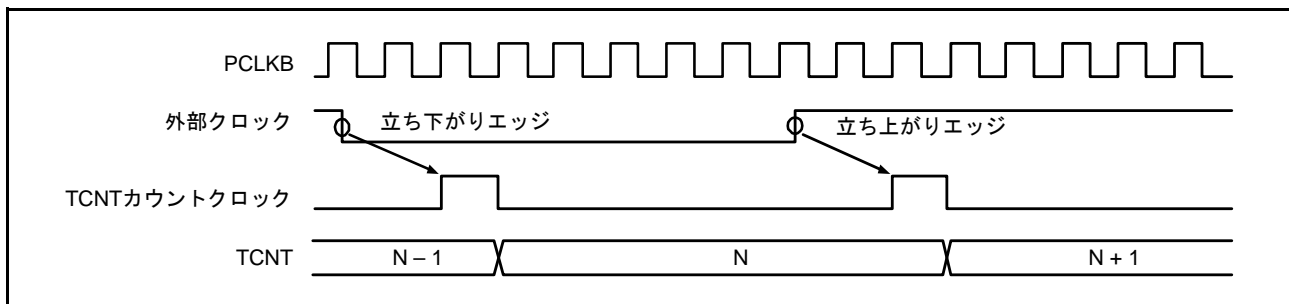 PCLKB
外部クロック
立ち下がりエッジ
立ち上がりエッジ
TCNTカウントクロック
TCNT
N – 1
N
N + 1